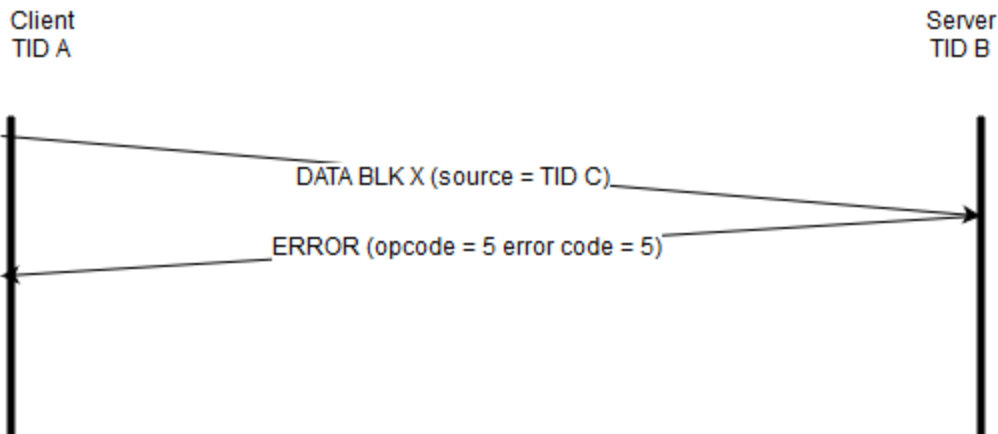 Client
TID A
Server
TID B
DATA BLK X (source = TID C)
ERROR (opcode = 5 error code = 5)